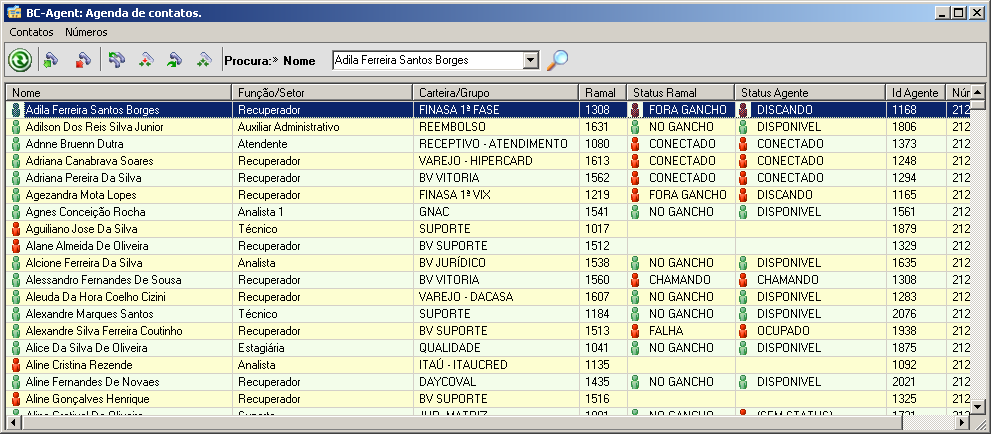 BC-Agent: Agenda de contatos.
Contatos Números
Procura:» Nome Adila Ferreira Santos Borges
Nome Função/Setor Carteira/Grupo Ramal Status Ramal Status Agente Id Agente Núm
Adila Ferreira Santos Borges Recuperador FINASA 1ª FASE 1308 FORA GANCHO DISCANDO 1168 212
Adilson Dos Reis Silva Junior Auxiliar Administrativo REEMBOLSO 1631 NO GANCHO DISPONIVEL 1806 212
Adnne Bruenn Dutra Atendente RECEPTIVO - ATENDIMENTO 1080 CONECTADO CONECTADO 1373 212
Adriana Canabrava Soares Recuperador VAREJO - HIPERCARD 1613 CONECTADO CONECTADO 1248 212
Adriana Pereira Da Silva Recuperador BV VITORIA 1562 CONECTADO CONECTADO 1294 212
Agezandra Mota Lopes Recuperador FINASA 1ª VIX 1219 FORA GANCHO DISCANDO 1165 212
Agnes Conceição Rocha Analista 1 GNAC 1541 NO GANCHO DISPONIVEL 1561 212
Aguiliano Jose Da Silva Técnico SUPORTE 1017 1879 212
Alane Almeida De Oliveira Recuperador BV SUPORTE 1512 1329 212
Alcione Ferreira Da Silva Analista BV JURÍDICO 1538 NO GANCHO DISPONIVEL 1635 212
Alessandro Fernandes De Sousa Recuperador BV VITORIA 1560 CHAMANDO CHAMANDO 1308 212
Aleuda Da Hora Coelho Cizini Recuperador VAREJO - DACASA 1607 NO GANCHO DISPONIVEL 1283 212
Alexandre Marques Santos Técnico SUPORTE 1184 NO GANCHO DISPONIVEL 2076 212
Alexandre Silva Ferreira Coutinho Recuperador BV SUPORTE 1513 FALHA OCUPADO 1938 212
Alice Da Silva De Oliveira Estagiária QUALIDADE 1041 NO GANCHO DISPONIVEL 1875 212
Aline Cristina Rezende Analista ITAÚ - ITAUCRED 1135 1092 212
Aline Fernandes De Novaes Recuperador DAYCOVAL 1435 NO GANCHO DISPONIVEL 2021 212
Aline Gonçalves Henrique Recuperador BV SUPORTE 1516 1325 212
Aline Suporte JUR. MATRIZ NO GANCHO (SEM STATUS) 212